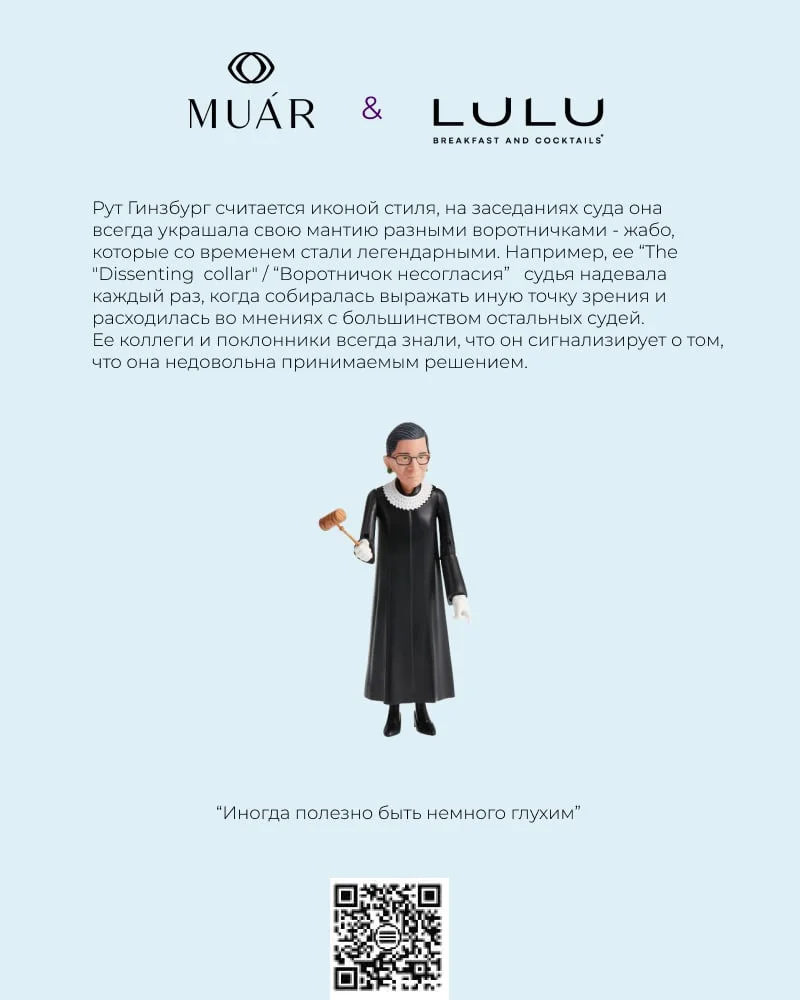 MUÁR & LULU
BREAKFAST AND COCKTAILS
Рут Гинзбург считается иконой стиля, на заседаниях суда она
всегда украшала свою мантию разными воротничками - жабо,
которые со временем стали легендарными. Например, ее “The
"Dissenting collar" / “Воротничок несогласия” судья надевала
каждый раз, когда собиралась выражать иную точку зрения и
расходилась во мнениях с большинством остальных судей.
Ее коллеги и поклонники всегда знали, что он сигнализирует о том,
что она недовольна принимаемым решением.
“Иногда полезно быть немного глухим”